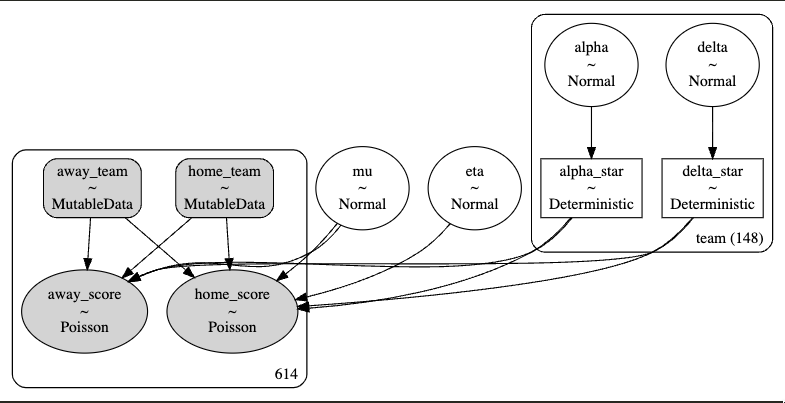 alpha
~
Normal
delta
~
Normal
away_team
~
MutableData
home_team
~
MutableData
mu
~
Normal
eta
~
Normal
alpha_star
~
Deterministic
delta_star
~
Deterministic
team (148)
away_score
~
Poisson
home_score
~
Poisson
614